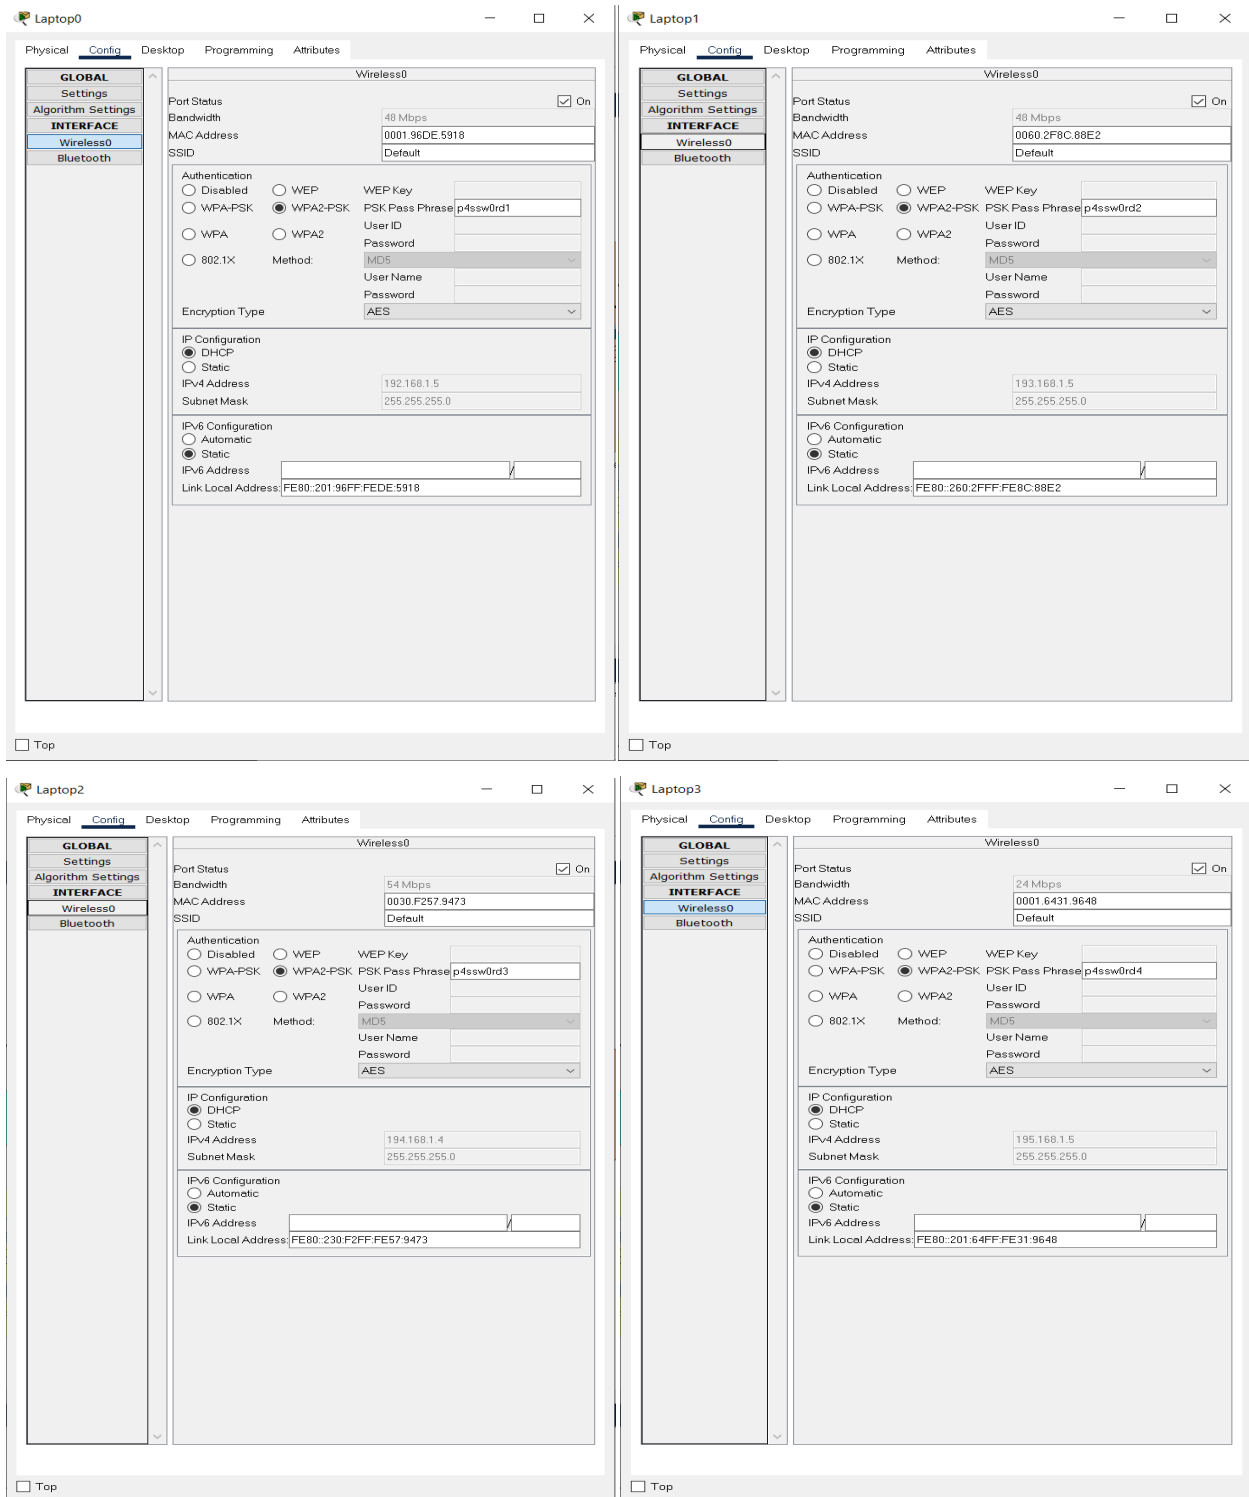 Laptop0
Physical Config Desktop Programming Attributes
GLOBAL
Settings
Algorithm Settings
INTERFACE
Wireless0
Bluetooth
Wireless0
Port Status On
Bandwidth 48 Mbps
MAC Address 0001.96DE.5918
SSID Default
Authentication
Disabled WEP WEP Key
WPA-PSK WPA2-PSK PSK Pass Phrase p4ssw0rd1
User ID
WPA WPA2
Password
802.1X Method: MD5
User Name
Password
Encryption Type AES
IP Configuration
DHCP
Static
IPv4 Address 192.168.1.5
Subnet Mask 255.255.255.0
IPv6 Configuration
Automatic
Static
IPv6 Address /
Link Local Address: FE80::201:96FF:FEDE:5918
Top
Laptop1
Physical Config Desktop Programming Attributes
GLOBAL
Settings
Algorithm Settings
INTERFACE
Wireless0
Bluetooth
Wireless0
Port Status On
Bandwidth 48 Mbps
MAC Address 0060.2F8C.88E2
SSID Default
Authentication
Disabled WEP WEP Key
WPA-PSK WPA2-PSK PSK Pass Phrase p4ssw0rd2
User ID
WPA WPA2
Password
802.1X Method: MD5
User Name
Password
Encryption Type AES
IP Configuration
DHCP
Static
IPv4 Address 193.168.1.5
Subnet Mask 255.255.255.0
IPv6 Configuration
Automatic
Static
IPv6 Address /
Link Local Address: FE80::260:2FFF:FE8C:88E2
Top
Laptop2
Physical Config Desktop Programming Attributes
GLOBAL
Settings
Algorithm Settings
INTERFACE
Wireless0
Bluetooth
Wireless0
Port Status On
Bandwidth 54 Mbps
MAC Address 0030.F257.9473
SSID Default
Authentication
Disabled WEP WEP Key
WPA-PSK WPA2-PSK PSK Pass Phrase p4ssw0rd3
User ID
WPA WPA2
Password
802.1X Method: MD5
User Name
Password
Encryption Type AES
IP Configuration
DHCP
Static
IPv4 Address 194.168.1.4
Subnet Mask 255.255.255.0
IPv6 Configuration
Automatic
Static
IPv6 Address /
Link Local Address: FE80::230:F2FF:FE57:9473
Top
Laptop3
Physical Config Desktop Programming Attributes
GLOBAL
Settings
Algorithm Settings
INTERFACE
Wireless0
Bluetooth
Wireless0
Port Status On
Bandwidth 24 Mbps
MAC Address 0001.6431.9648
SSID Default
Authentication
Disabled WEP WEP Key
WPA-PSK WPA2-PSK PSK Pass Phrase p4ssw0rd4
User ID
WPA WPA2
Password
802.1X Method: MD5
User Name
Password
Encryption Type AES
IP Configuration
DHCP
Static
IPv4 Address 195.168.1.5
Subnet Mask 255.255.255.0
IPv6 Configuration
Automatic
Static
IPv6 Address /
Link Local Address: FE80::201:64FF:FE31:9648
Top